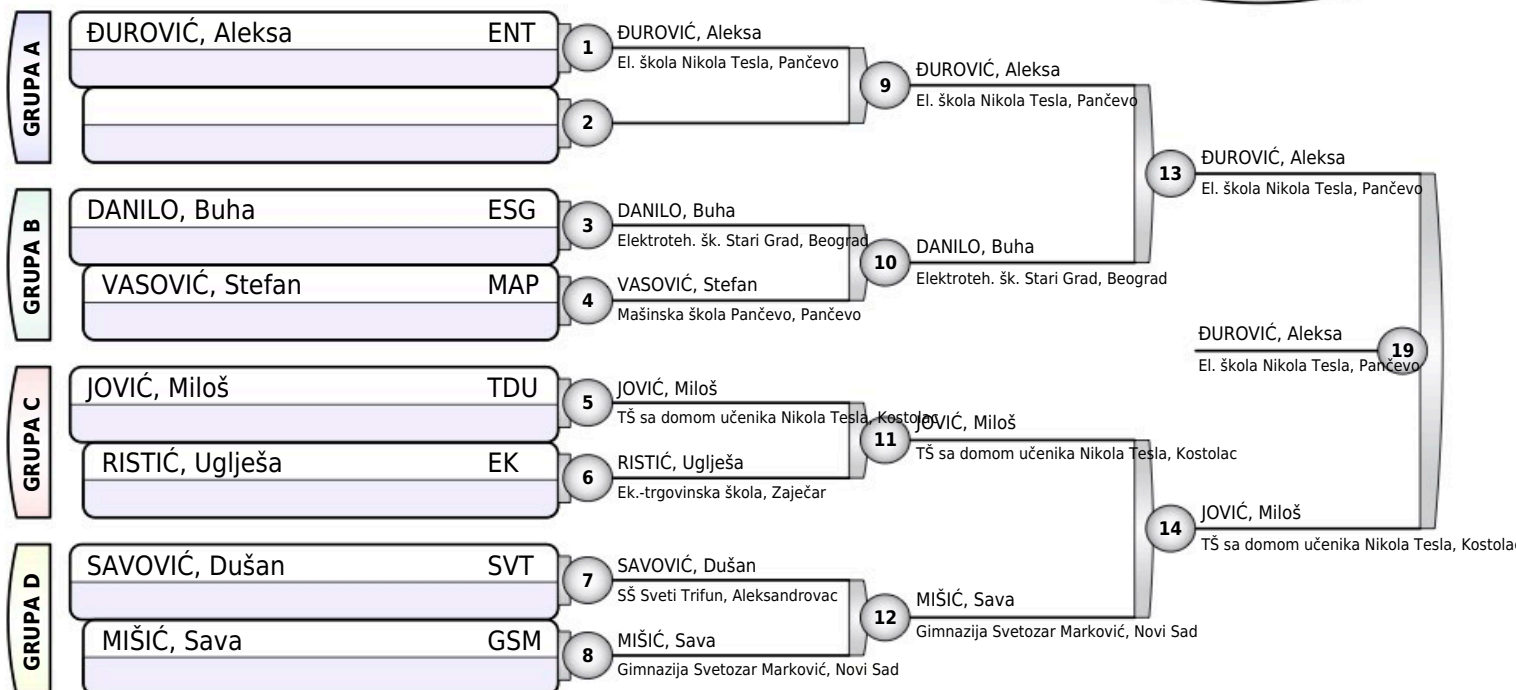 GRUPA A
ĐUROVIĆ, Aleksa ENT
1
ĐUROVIĆ, Aleksa
El. škola Nikola Tesla, Pančevo
2
9
ĐUROVIĆ, Aleksa
El. škola Nikola Tesla, Pančevo
GRUPA B
DANILO, Buha ESG
3
DANILO, Buha
Elektroteh. šk. Stari Grad, Beograd
VASOVIĆ, Stefan MAP
4
VASOVIĆ, Stefan
Mašinska škola Pančevo, Pančevo
10
DANILO, Buha
Elektroteh. šk. Stari Grad, Beograd
13
ĐUROVIĆ, Aleksa
El. škola Nikola Tesla, Pančevo
GRUPA C
JOVIĆ, Miloš TDU
5
JOVIĆ, Miloš
TŠ sa domom učenika Nikola Tesla, Kostolac
RISTIĆ, Uglješa EK
6
RISTIĆ, Uglješa
Ek.-trgovinska škola, Zaječar
11
JOVIĆ, Miloš
TŠ sa domom učenika Nikola Tesla, Kostolac
GRUPA D
SAVOVIĆ, Dušan SVT
7
SAVOVIĆ, Dušan
SŠ Sveti Trifun, Aleksandrovac
MIŠIĆ, Sava GSM
8
MIŠIĆ, Sava
Gimnazija Svetozar Marković, Novi Sad
12
MIŠIĆ, Sava
Gimnazija Svetozar Marković, Novi Sad
14
JOVIĆ, Miloš
TŠ sa domom učenika Nikola Tesla, Kostolac
ĐUROVIĆ, Aleksa
19
El. škola Nikola Tesla, Pančevo